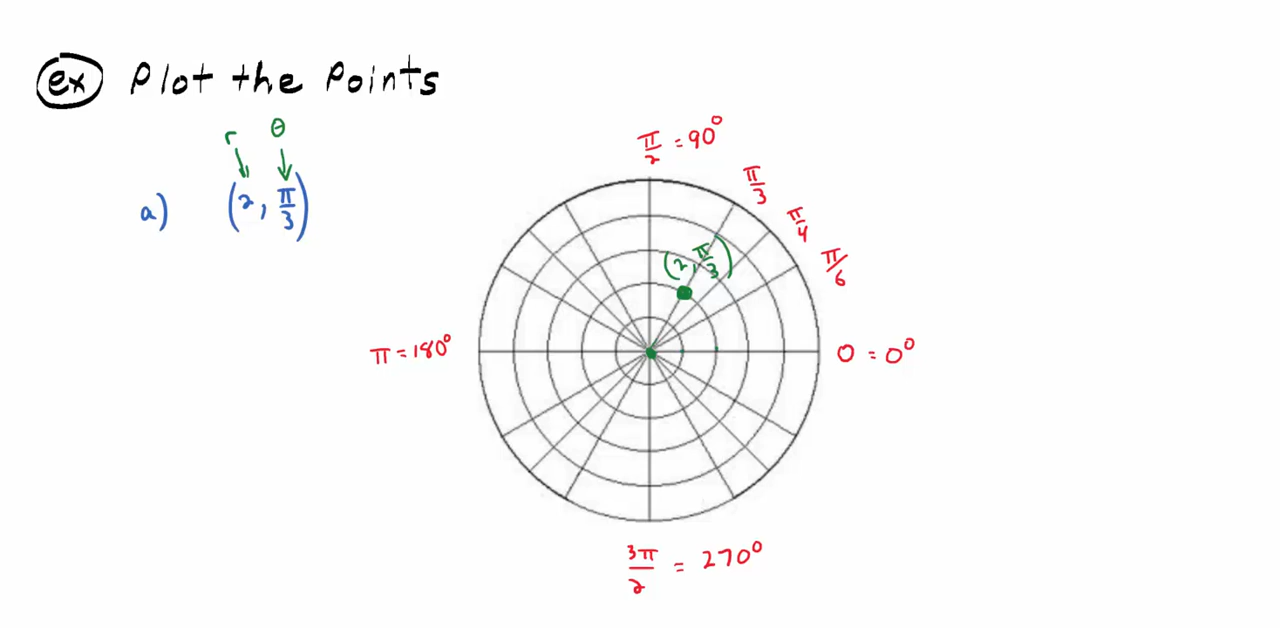 ex Plot the Points
r θ
a) (2, π/3)
π/2 = 90°
π/3
π/4
π/6
(2, π/3)
π = 180°
0 = 0°
3π/2 = 270°